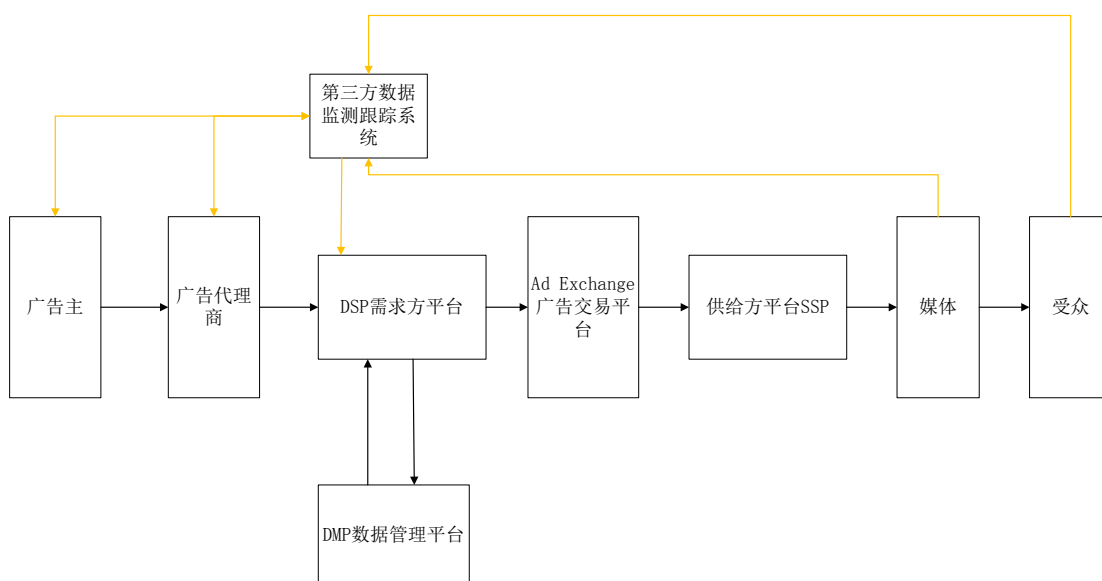 第三方数据
监测跟踪系
统
广告主
广告代理
商
DSP需求方平台
Ad Exchange
广告交易平
台
供给方平台SSP
媒体
受众
DMP数据管理平台